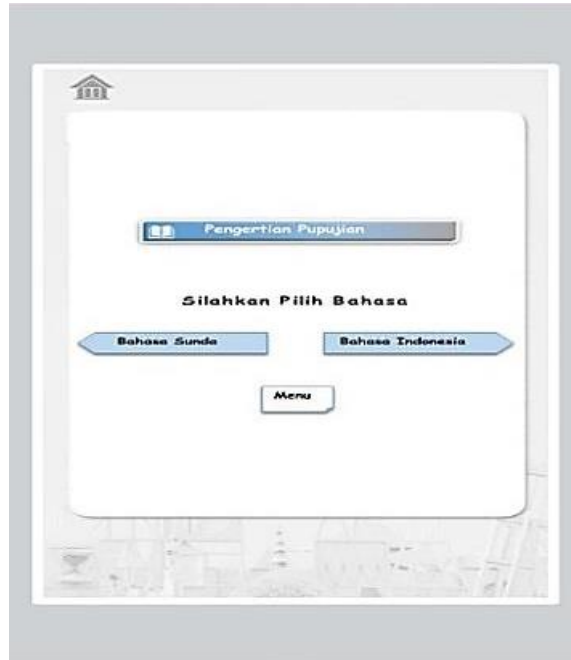 Pengertian Pupujian
Silahkan Pilih Bahasa
Bahasa Sunda
Bahasa Indonesia
Menu